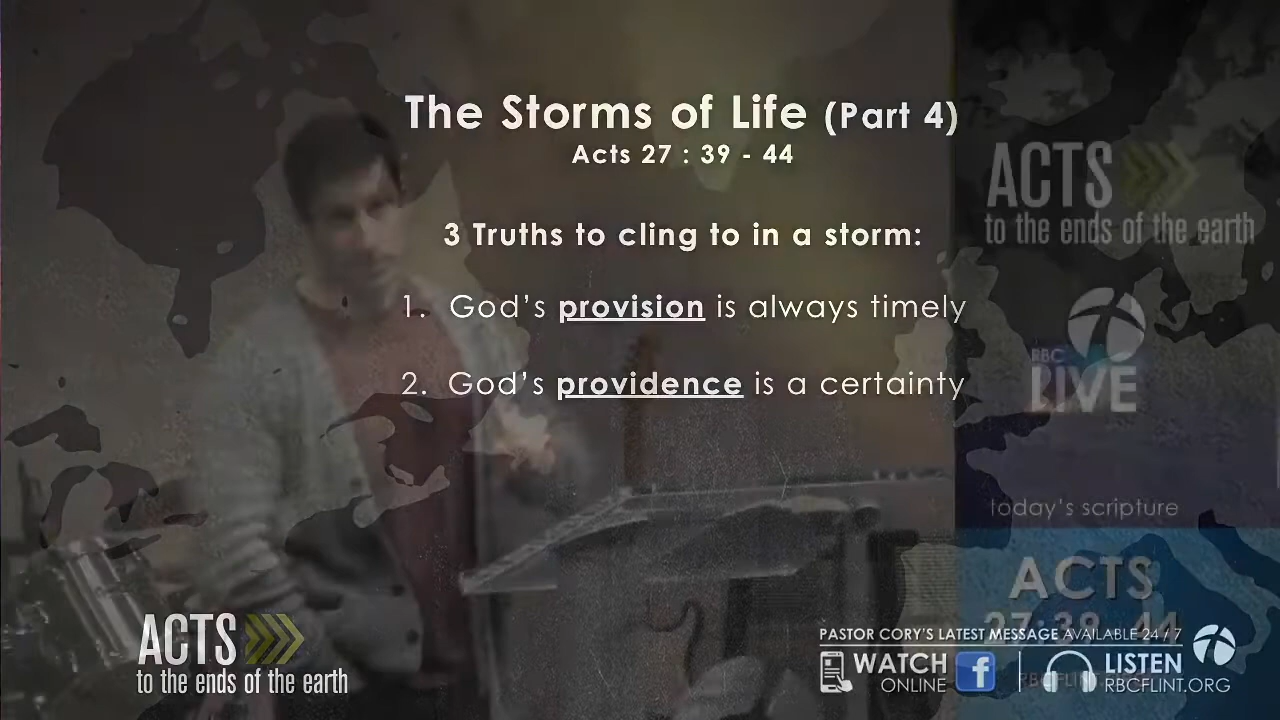 The Storms of Life (Part 4)
Acts 27 : 39 - 44
3 Truths to cling to in a storm:
1. God's provision is always timely
2. God's providence is a certainty
ACTS
to the ends of the earth
RBC
LIVE
today's scripture
ACTS
27:39 - 44
ACTS
to the ends of the earth
PASTOR CORY'S LATEST MESSAGE AVAILABLE 24 / 7
WATCH
ONLINE
f
LISTEN
RBCFLINT.ORG